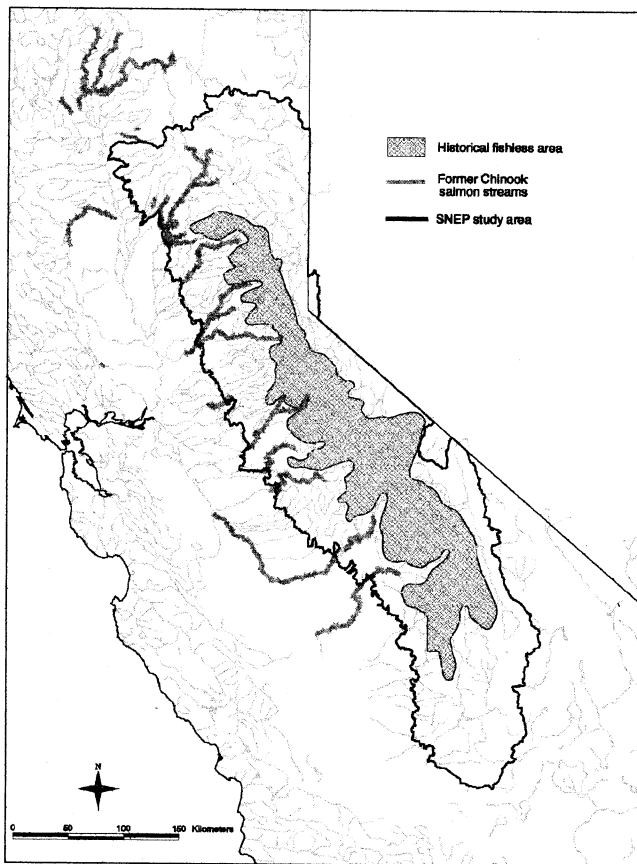 Historical fishless area
Former Chinook
salmon streams
SNEP study area
N
0 50 100 150 Kilometers